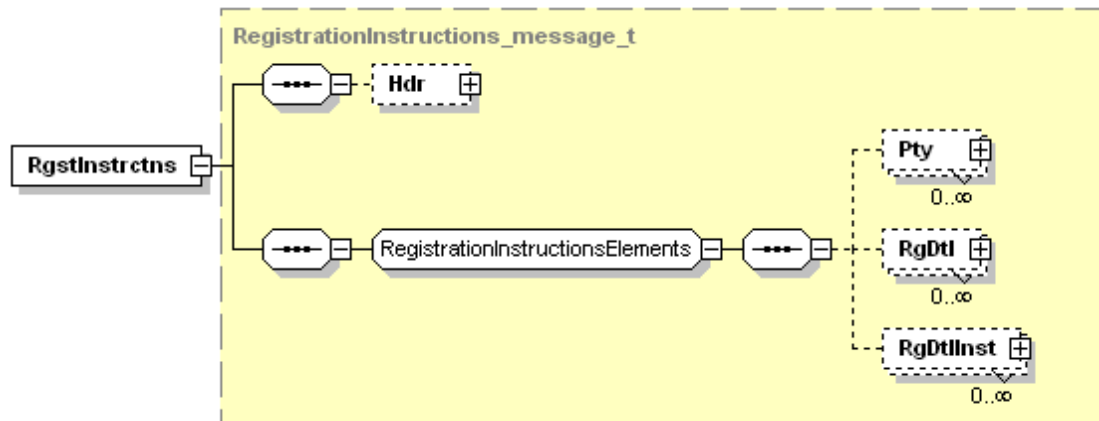 RegistrationInstructions_message_t
Hdr
RgstInstrctns
Pty
0..∞
RegistrationInstructionsElements
RgDtl
0..∞
RgDtlInst
0..∞